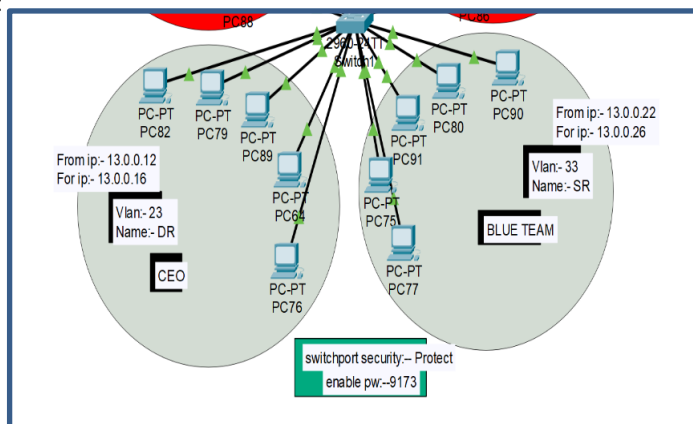 PC88
PC86
2960-24TT
Switch1
PC-PT
PC82
PC-PT
PC79
PC-PT
PC89
PC-PT
PC64
PC-PT
PC76
PC-PT
PC90
PC-PT
PC80
PC-PT
PC91
PC-PT
PC75
PC-PT
PC77
From ip:- 13.0.0.12
For ip:- 13.0.0.16
Vlan:- 23
Name:- DR
CEO
From ip:- 13.0.0.22
For ip:- 13.0.0.26
Vlan:- 33
Name:- SR
BLUE TEAM
switchport security:-- Protect
enable pw:--9173